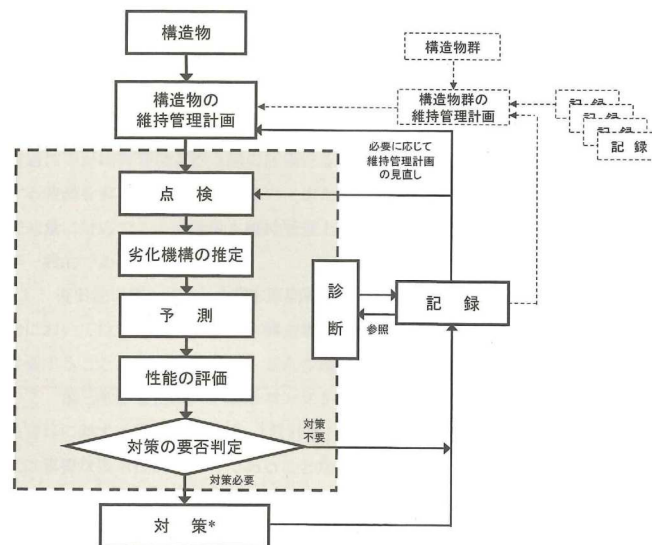 構造物
構造物群
構造物の
維持管理計画
構造物群の
維持管理計画
記録
記録
必要に応じて
維持管理計画
の見直し
点 検
劣化機構の推定
診
断
記 録
参照
予 測
性能の評価
対策の要否判定
対策
不要
対策必要
対 策*